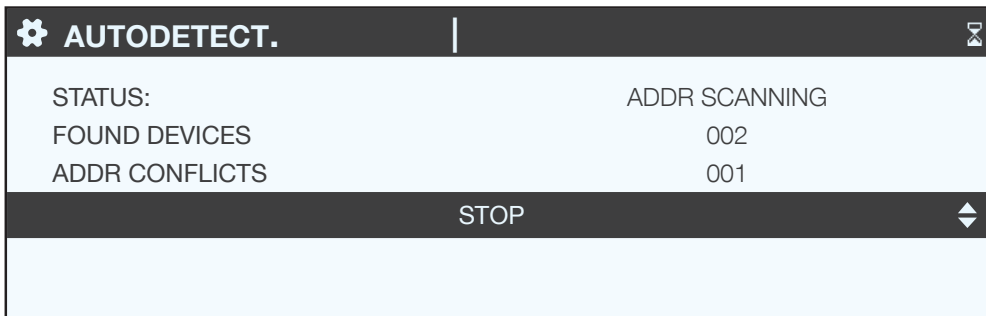 AUTODETECT.
STATUS: ADDR SCANNING
FOUND DEVICES 002
ADDR CONFLICTS 001
STOP